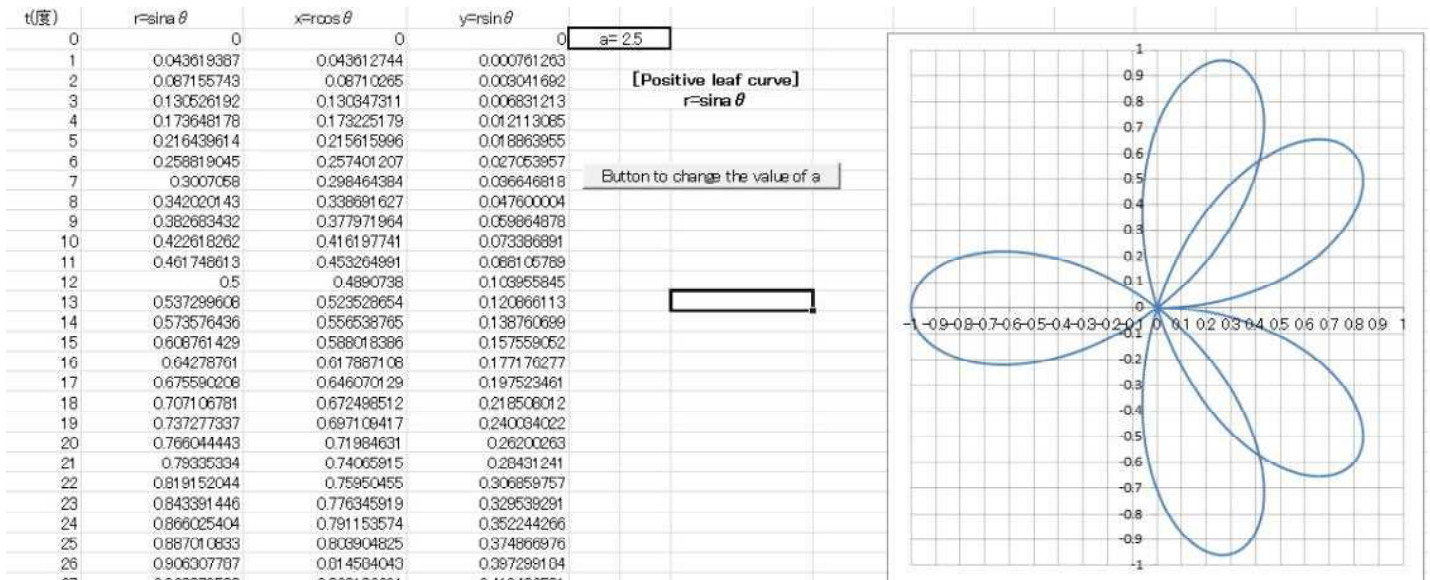 t(度) r=sinaθ x=rcosθ y=rsinθ
0 0 0 0 a= 2.5
1 0.043619387 0.043612744 0.000761263
2 0.087155743 0.08710265 0.003041692 [Positive leaf curve]
3 0.130526192 0.130347311 0.006831213 r=sinaθ
4 0.173648178 0.173225179 0.012113085
5 0.216439614 0.215615996 0.018863955
6 0.258819045 0.257401207 0.027053957
7 0.3007058 0.298464384 0.036646818 Button to change the value of a
8 0.342020143 0.338691627 0.047600004
9 0.382683432 0.377971964 0.059864878
10 0.422618262 0.416197741 0.073386891
11 0.461748613 0.453264991 0.088105789
12 0.5 0.4890738 0.103955845
13 0.537299608 0.523528654 0.120866113
14 0.573576436 0.556538765 0.138760699
15 0.608761429 0.588018386 0.157559052
16 0.64278761 0.617887108 0.177176277
17 0.675590208 0.646070129 0.197523461
18 0.707106781 0.672498512 0.218508012
19 0.737277337 0.697109417 0.240034022
20 0.766044443 0.71984631 0.26200263
21 0.79335334 0.74065915 0.28431241
22 0.819152044 0.75950455 0.306859757
23 0.843391446 0.776345919 0.329539291
24 0.866025404 0.791153574 0.352244266
25 0.887010833 0.803904825 0.374866976
26 0.906307787 0.814584043 0.397299184
1
0.9
0.8
0.7
0.6
0.5
0.4
0.3
0.2
0.1
0
-1 -0.9 -0.8 -0.7 -0.6 -0.5 -0.4 -0.3 -0.2 -0.1 0 0.1 0.2 0.3 0.4 0.5 0.6 0.7 0.8 0.9 1
-0.1
-0.2
-0.3
-0.4
-0.5
-0.6
-0.7
-0.8
-0.9
-1